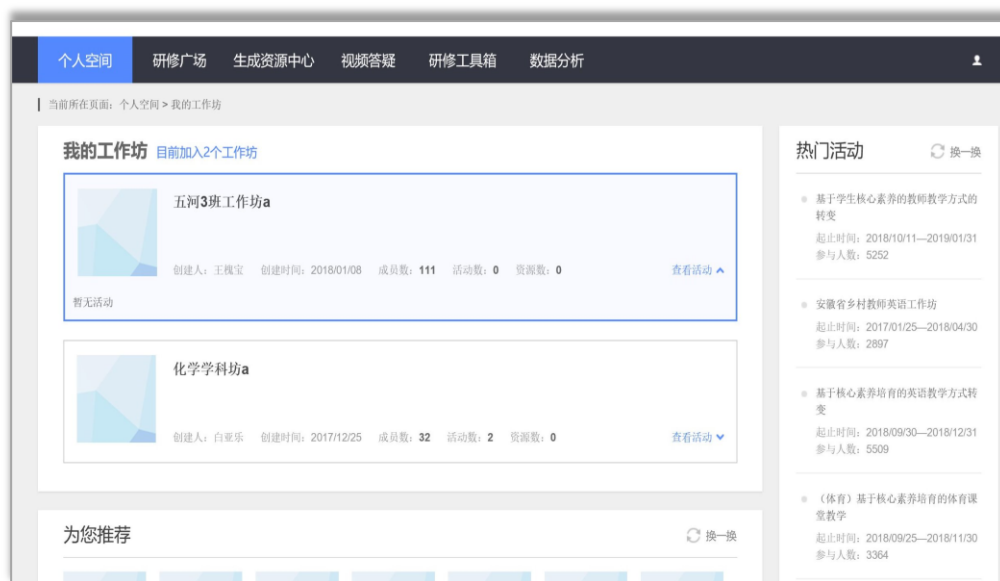 个人空间 研修广场 生成资源中心 视频答疑 研修工具箱 数据分析
当前所在页面：个人空间 > 我的工作坊
我的工作坊 目前加入2个工作坊
五河3班工作坊a
创建人：王槐宝 创建时间：2018/01/08 成员数：111 活动数：0 资源数：0 查看活动
暂无活动
化学学科坊a
创建人：白亚乐 创建时间：2017/12/25 成员数：32 活动数：2 资源数：0 查看活动
为您推荐 换一换
热门活动 换一换
基于学生核心素养的教师教学方式的
转变
起止时间：2018/10/11—2019/01/31
参与人数：5252
安徽省乡村教师英语工作坊
起止时间：2017/01/25—2018/04/30
参与人数：2897
基于核心素养培育的英语教学方式转
变
起止时间：2018/09/30—2018/12/31
参与人数：5509
（体育）基于核心素养培育的体育课
堂教学
起止时间：2018/09/25—2018/11/30
参与人数：3364